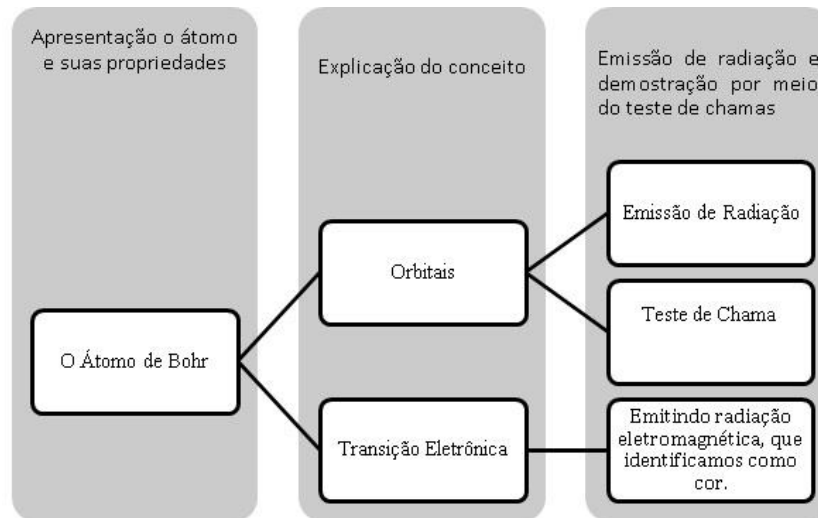 Apresentação o átomo
e suas propriedades
Explicação do conceito
Emissão de radiação e
demostração por meio
do teste de chamas
O Átomo de Bohr
Orbitais
Transição Eletrônica
Emissão de Radiação
Teste de Chama
Emitindo radiação
eletromagnética, que
identificamos como
cor.